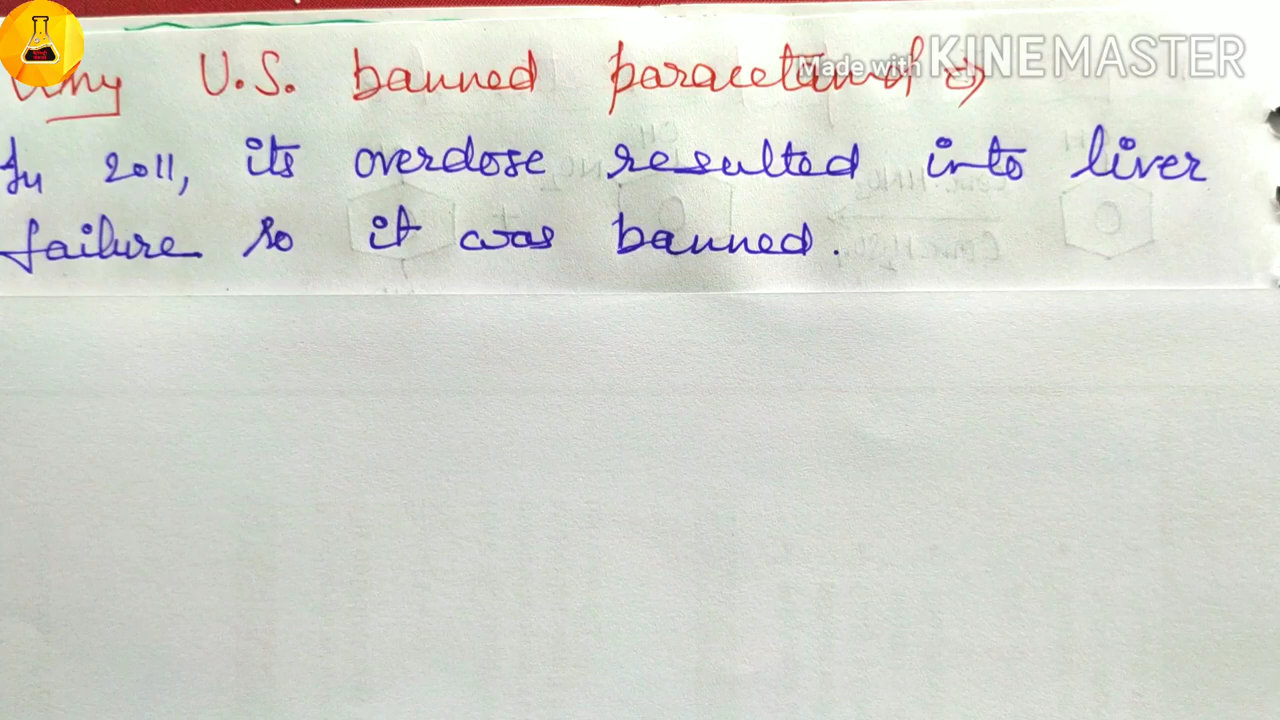 Why U.S. banned paracetamol ⇒
Made with KINEMASTER
In 2011, its overdose resulted into liver
failure so it was banned.